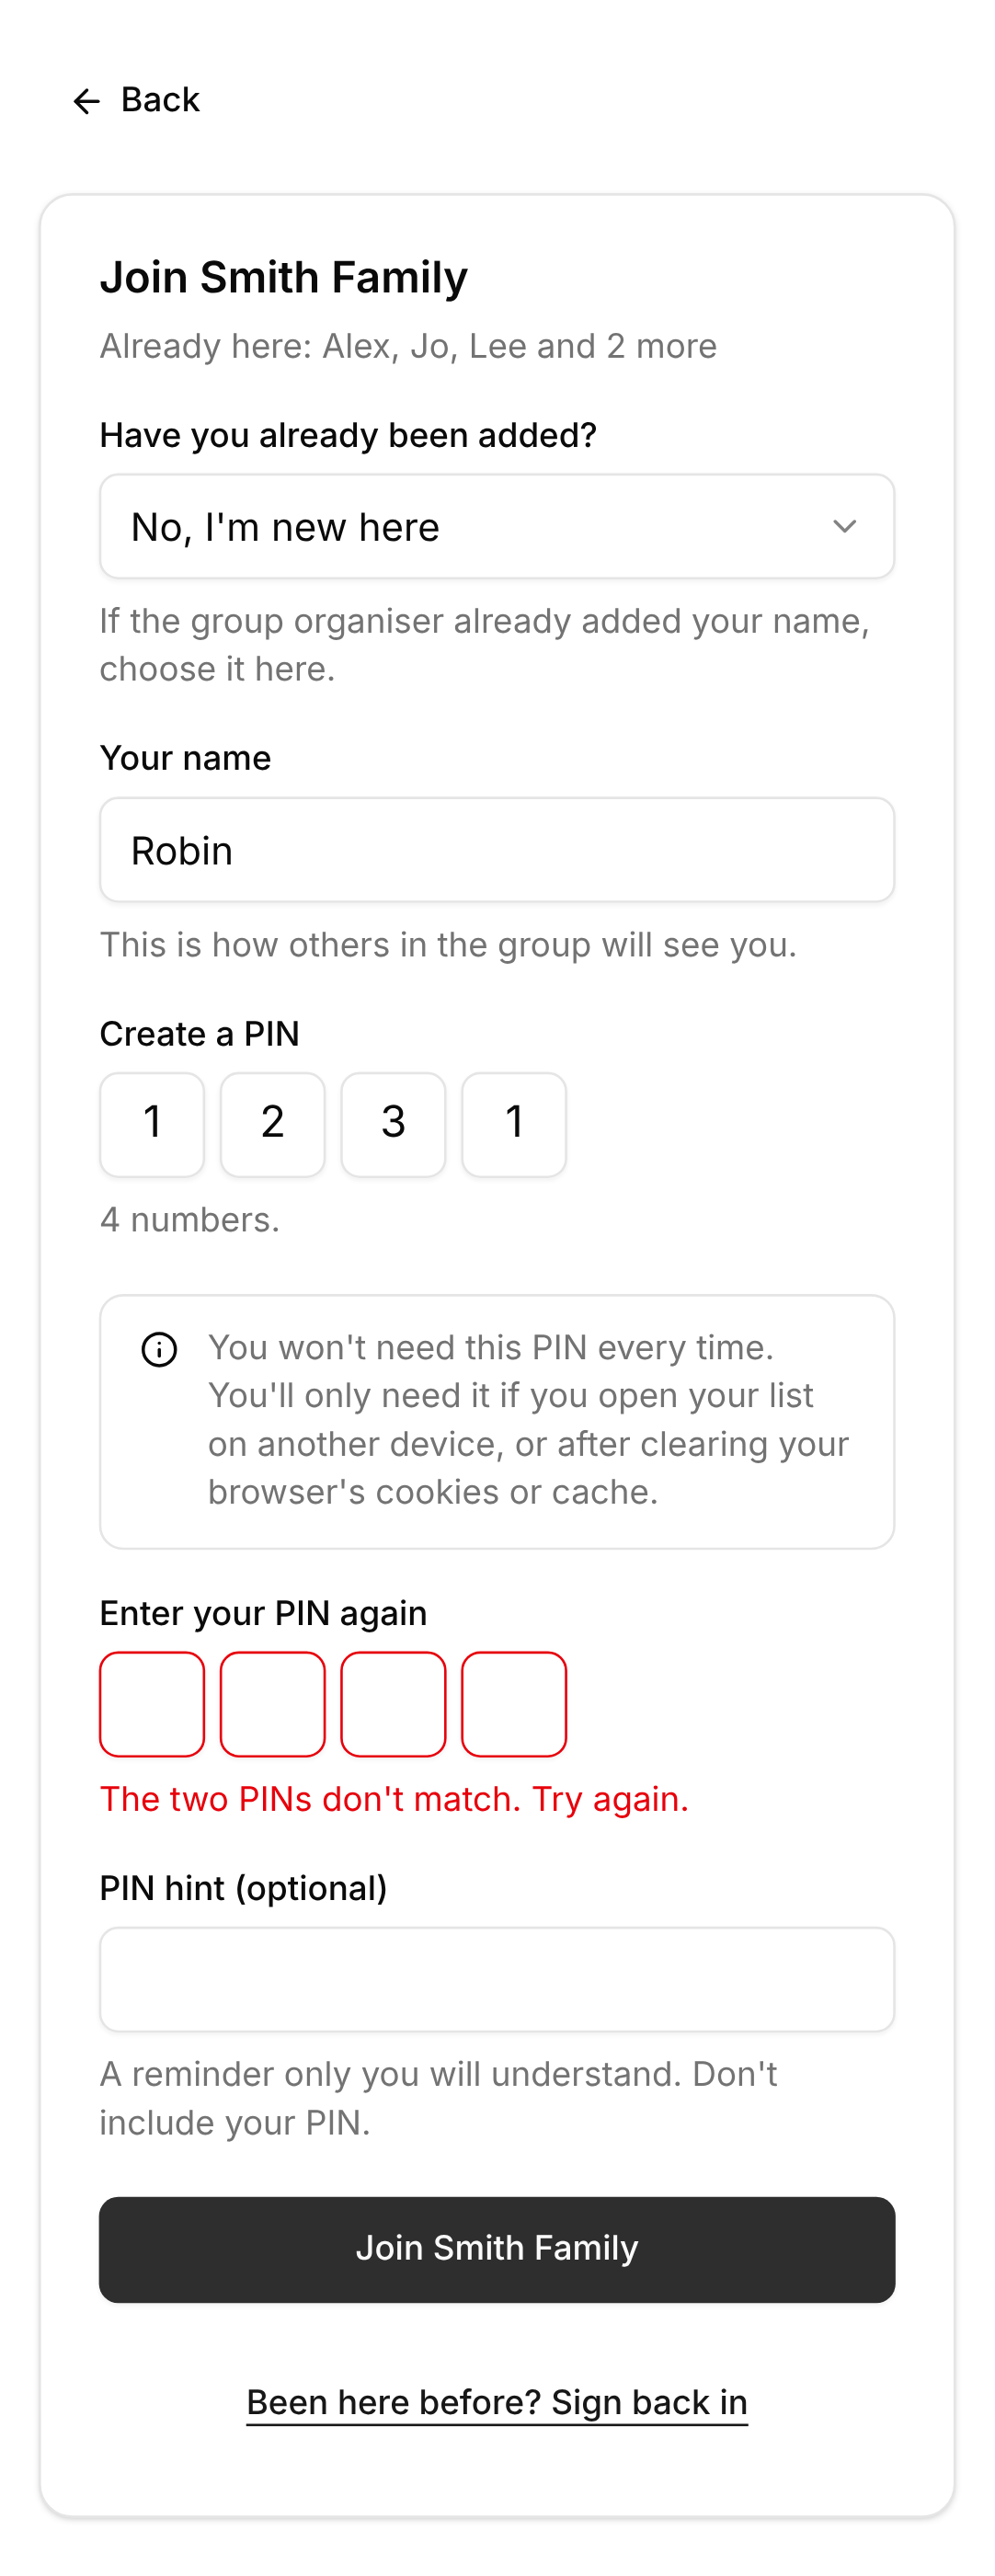 Back
Join Smith Family
Already here: Alex, Jo, Lee and 2 more
Have you already been added?
No, I'm new here
If the group organiser already added your name,
choose it here.
Your name
Robin
This is how others in the group will see you.
Create a PIN
1 2 3 1
4 numbers.
You won't need this PIN every time.
You'll only need it if you open your list
on another device, or after clearing your
browser's cookies or cache.
Enter your PIN again
The two PINs don't match. Try again.
PIN hint (optional)
A reminder only you will understand. Don't
include your PIN.
Join Smith Family
Been here before? Sign back in